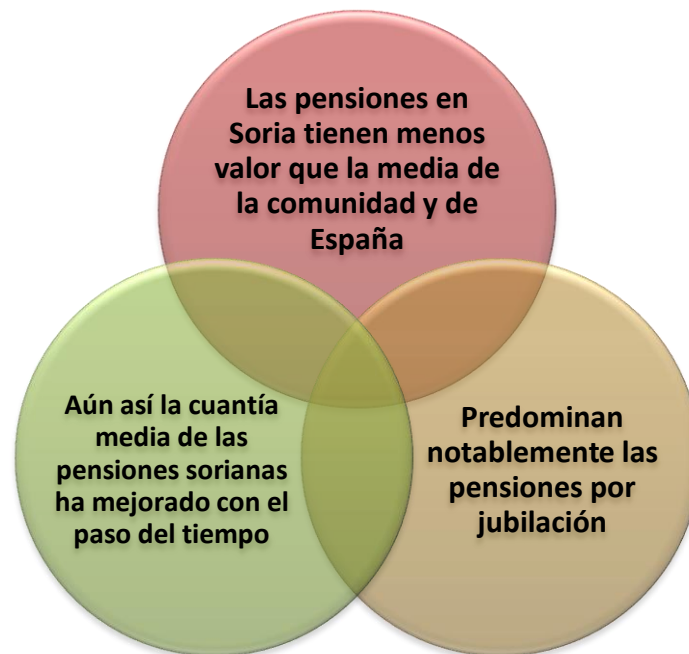 Las pensiones en
Soria tienen menos
valor que la media de
la comunidad y de
España
Aún así la cuantía
media de las
pensiones sorianas
ha mejorado con el
paso del tiempo
Predominan
notablemente las
pensiones por
jubilación